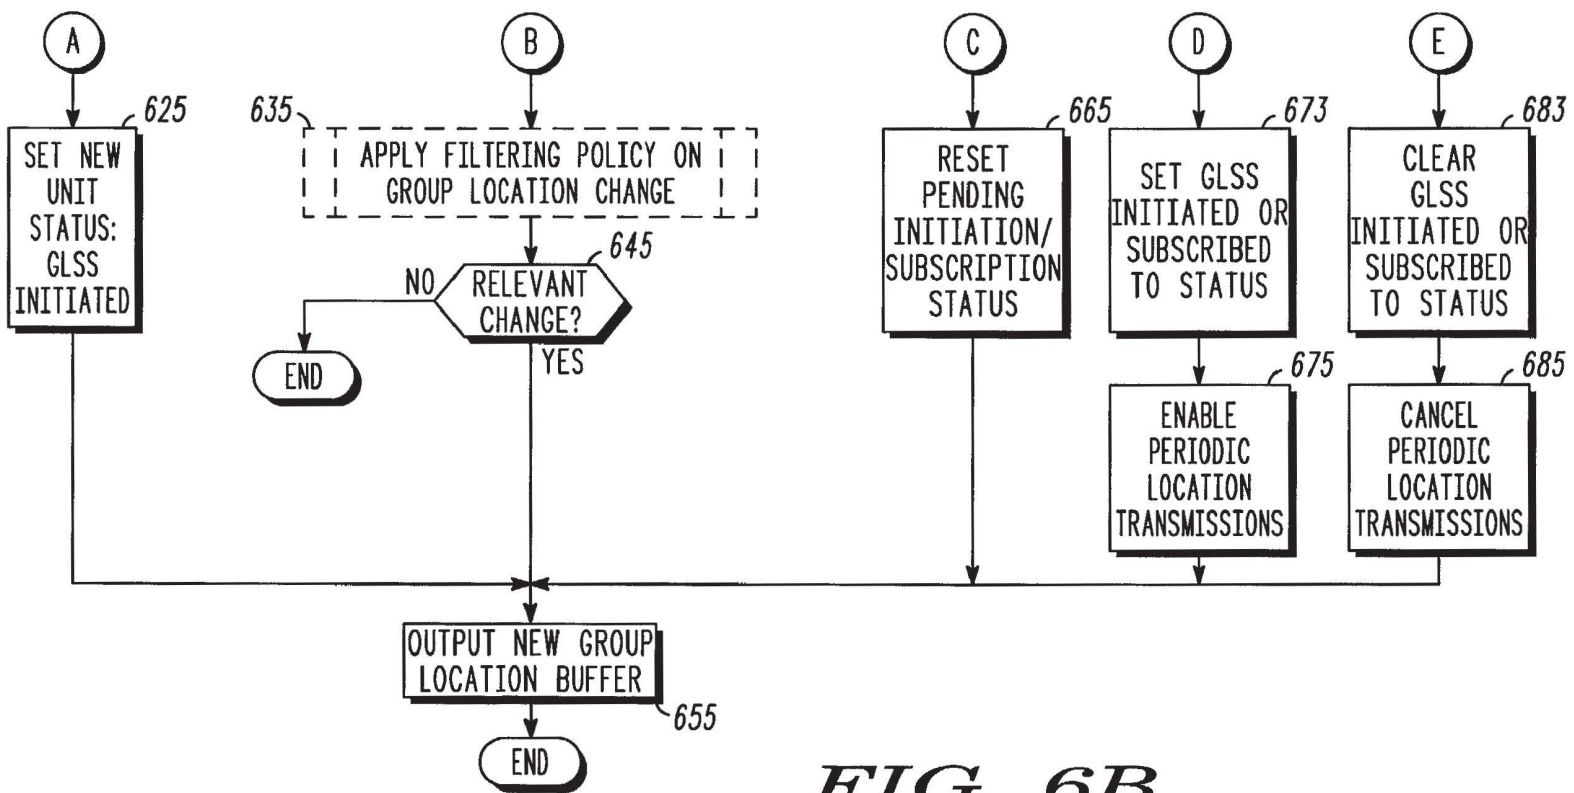 A
B
C
D
E
625
SET NEW
UNIT
STATUS:
GLSS
INITIATED
635
APPLY FILTERING POLICY ON
GROUP LOCATION CHANGE
645
RELEVANT
CHANGE?
NO
YES
END
665
RESET
PENDING
INITIATION/
SUBSCRIPTION
STATUS
673
SET GLSS
INITIATED OR
SUBSCRIBED
TO STATUS
675
ENABLE
PERIODIC
LOCATION
TRANSMISSIONS
683
CLEAR
GLSS
INITIATED OR
SUBSCRIBED
TO STATUS
685
CANCEL
PERIODIC
LOCATION
TRANSMISSIONS
OUTPUT NEW GROUP
LOCATION BUFFER
655
END
FIG. 6B